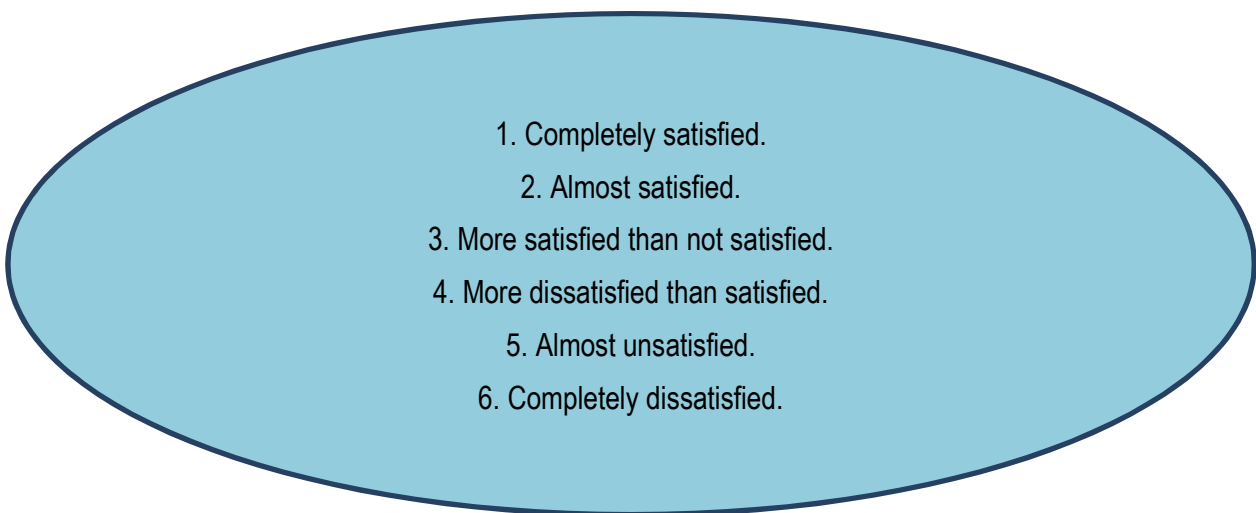 1. Completely satisfied.
2. Almost satisfied.
3. More satisfied than not satisfied.
4. More dissatisfied than satisfied.
5. Almost unsatisfied.
6. Completely dissatisfied.